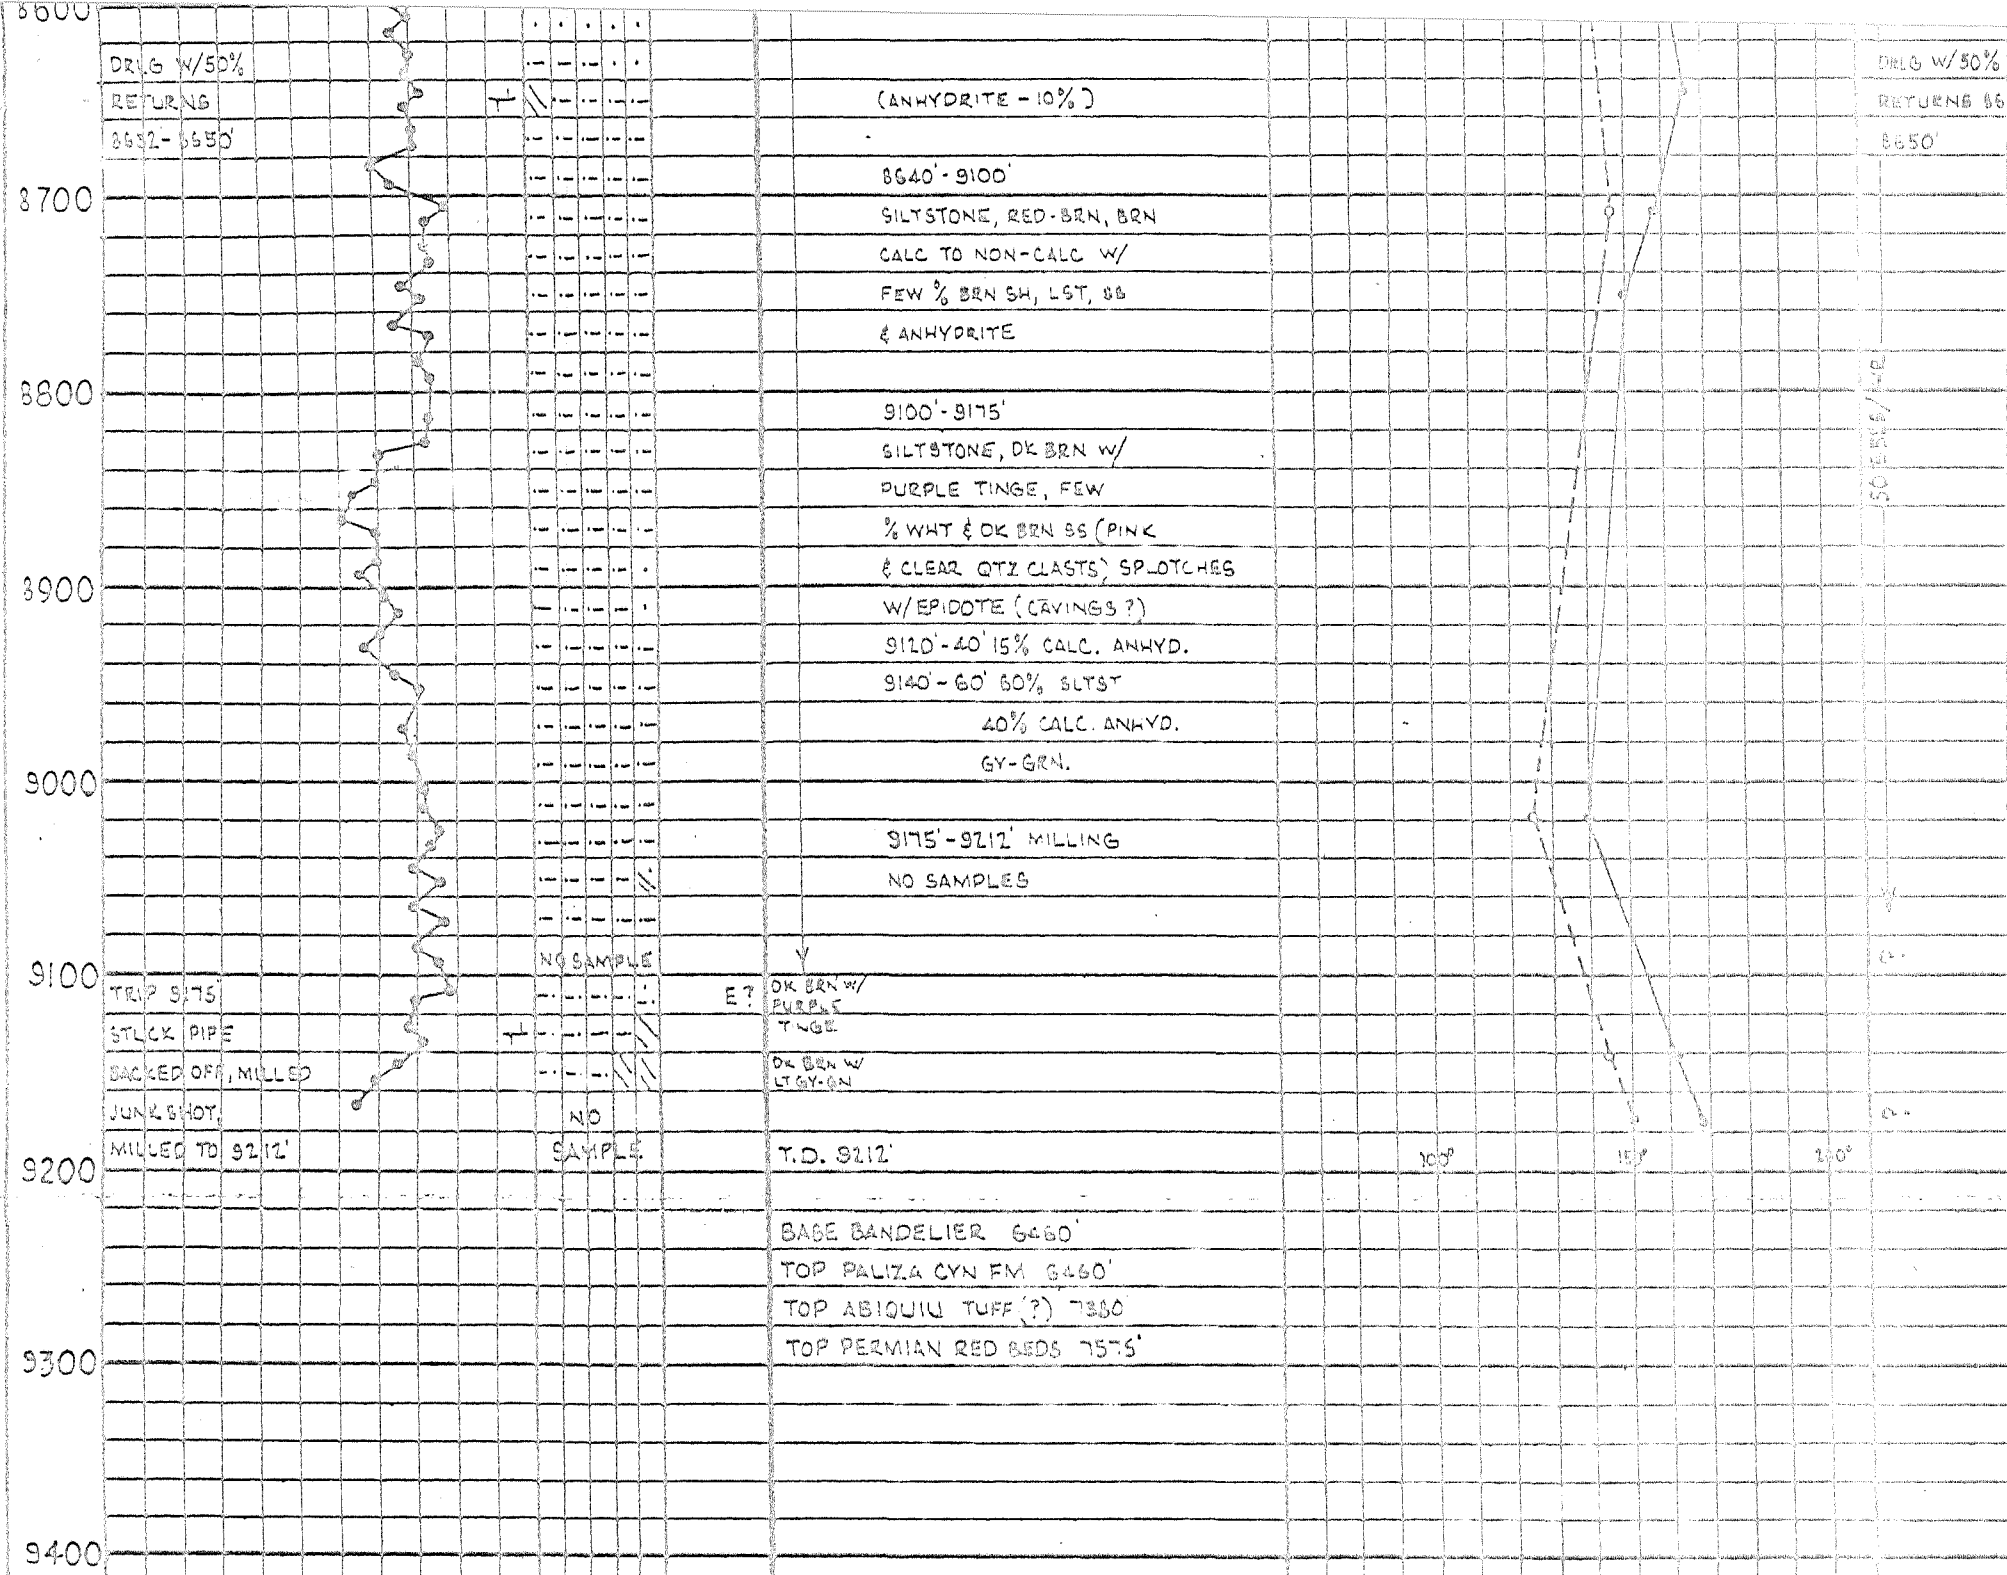 8600
DRLG W/50%
RETURNS
8632-8650'
(ANHYDRITE - 10%)
DRLG W/50%
RETURNS 86
8650'
8640'-9100'
8700
SILTSTONE, RED-BRN, BRN
CALC TO NON-CALC W/
FEW % BRN SH, LST, SS
& ANHYDRITE
8800
9100'-9175'
SILTSTONE, DK BRN W/
PURPLE TINGE, FEW
% WHT & DK BRN SS (PINK
& CLEAR QTZ CLASTS) SPLOTCHES
8900
W/EPIDOTE (CAVINGS?)
9120'-40' 15% CALC. ANHYD.
9140'-60' 60% SLTST
40% CALC. ANHYD.
GY-GRN.
9000
9175'-9212' MILLING
NO SAMPLES
NO SAMPLE
9100
TRIP 9175'
STUCK PIPE
BACKED OFF, MILLED
JUNK SHOT.
MILLED TO 9212'
E?
DK BRN W/
PURPLE
TINGE
DK BRN W/
LT GY-GN
NO
SAMPLE
T.D. 9212'
100°
150°
200°
9200
BASE BANDELIER 6460'
TOP PALIZA CYN FM 6460'
TOP ABIQUIU TUFF (?) 7380
TOP PERMIAN RED BEDS 7575'
9300
9400